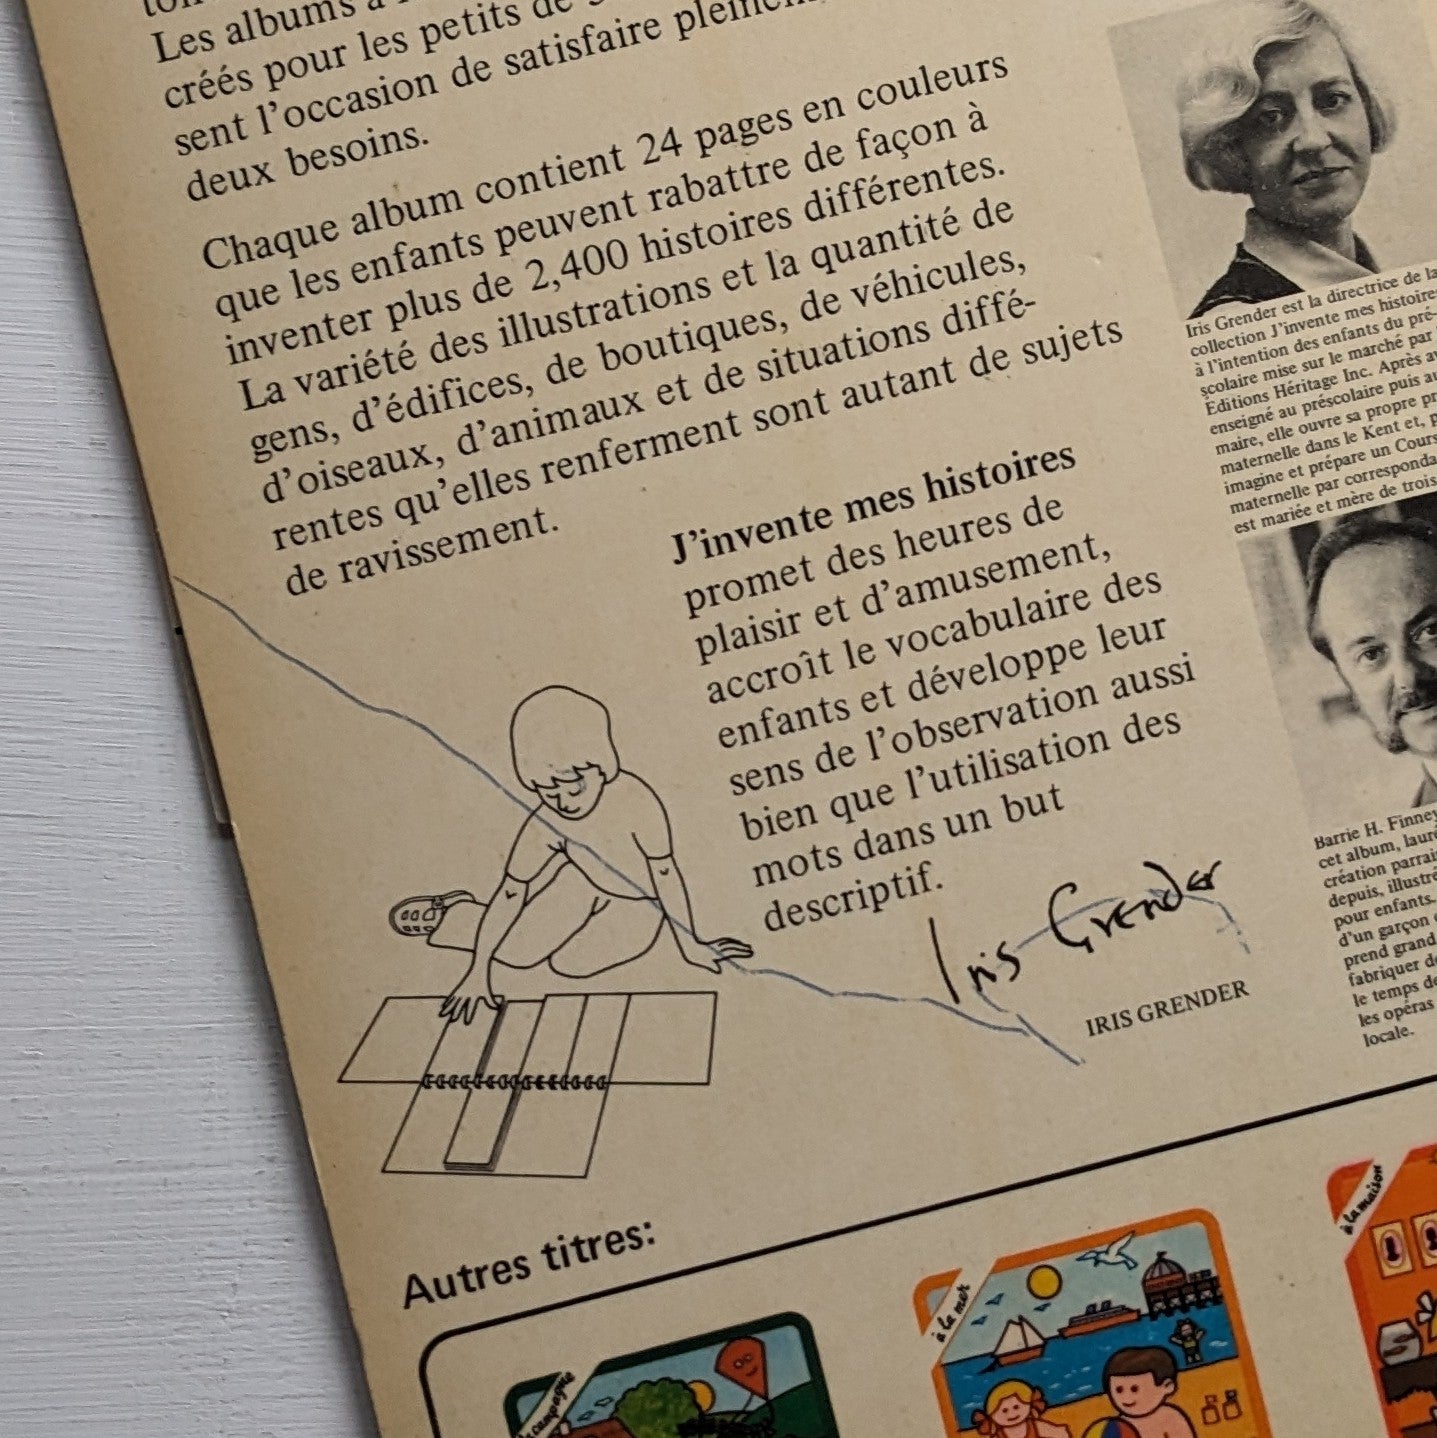 Les albums
créés pour les petits de
sent l'occasion de satisfaire
deux besoins.
Chaque album contient 24 pages en couleurs
que les enfants peuvent rabattre de façon à
inventer plus de 2,400 histoires différentes.
La variété des illustrations et la quantité de
gens, d'édifices, de boutiques, de véhicules,
d'oiseaux, d'animaux et de situations diffé-
rentes qu'elles renferment sont autant de sujets
de ravissement.
J'invente mes histoires
promet des heures de
plaisir et d'amusement,
accroît le vocabulaire des
enfants et développe leur
sens de l'observation aussi
bien que l'utilisation des
mots dans un but
descriptif.
Iris Grender
IRIS GRENDER
Iris Grender est la directrice de la
collection J'invente mes histoires
à l'intention des enfants du pré-
scolaire mise sur le marché par
Éditions Héritage Inc. Après
enseigné au préscolaire puis
maire, elle ouvre sa propre
maternelle dans le Kent et,
imagine et prépare un Cours
maternelle par
est mariée et mère de trois
Barrie H. Finney
cet album,
création
depuis, illustré
pour enfants.
d'un garçon
prend grand
fabriquer
le temps
les opéras
locale.
Autres titres:
à la mer
à la maison
campagne